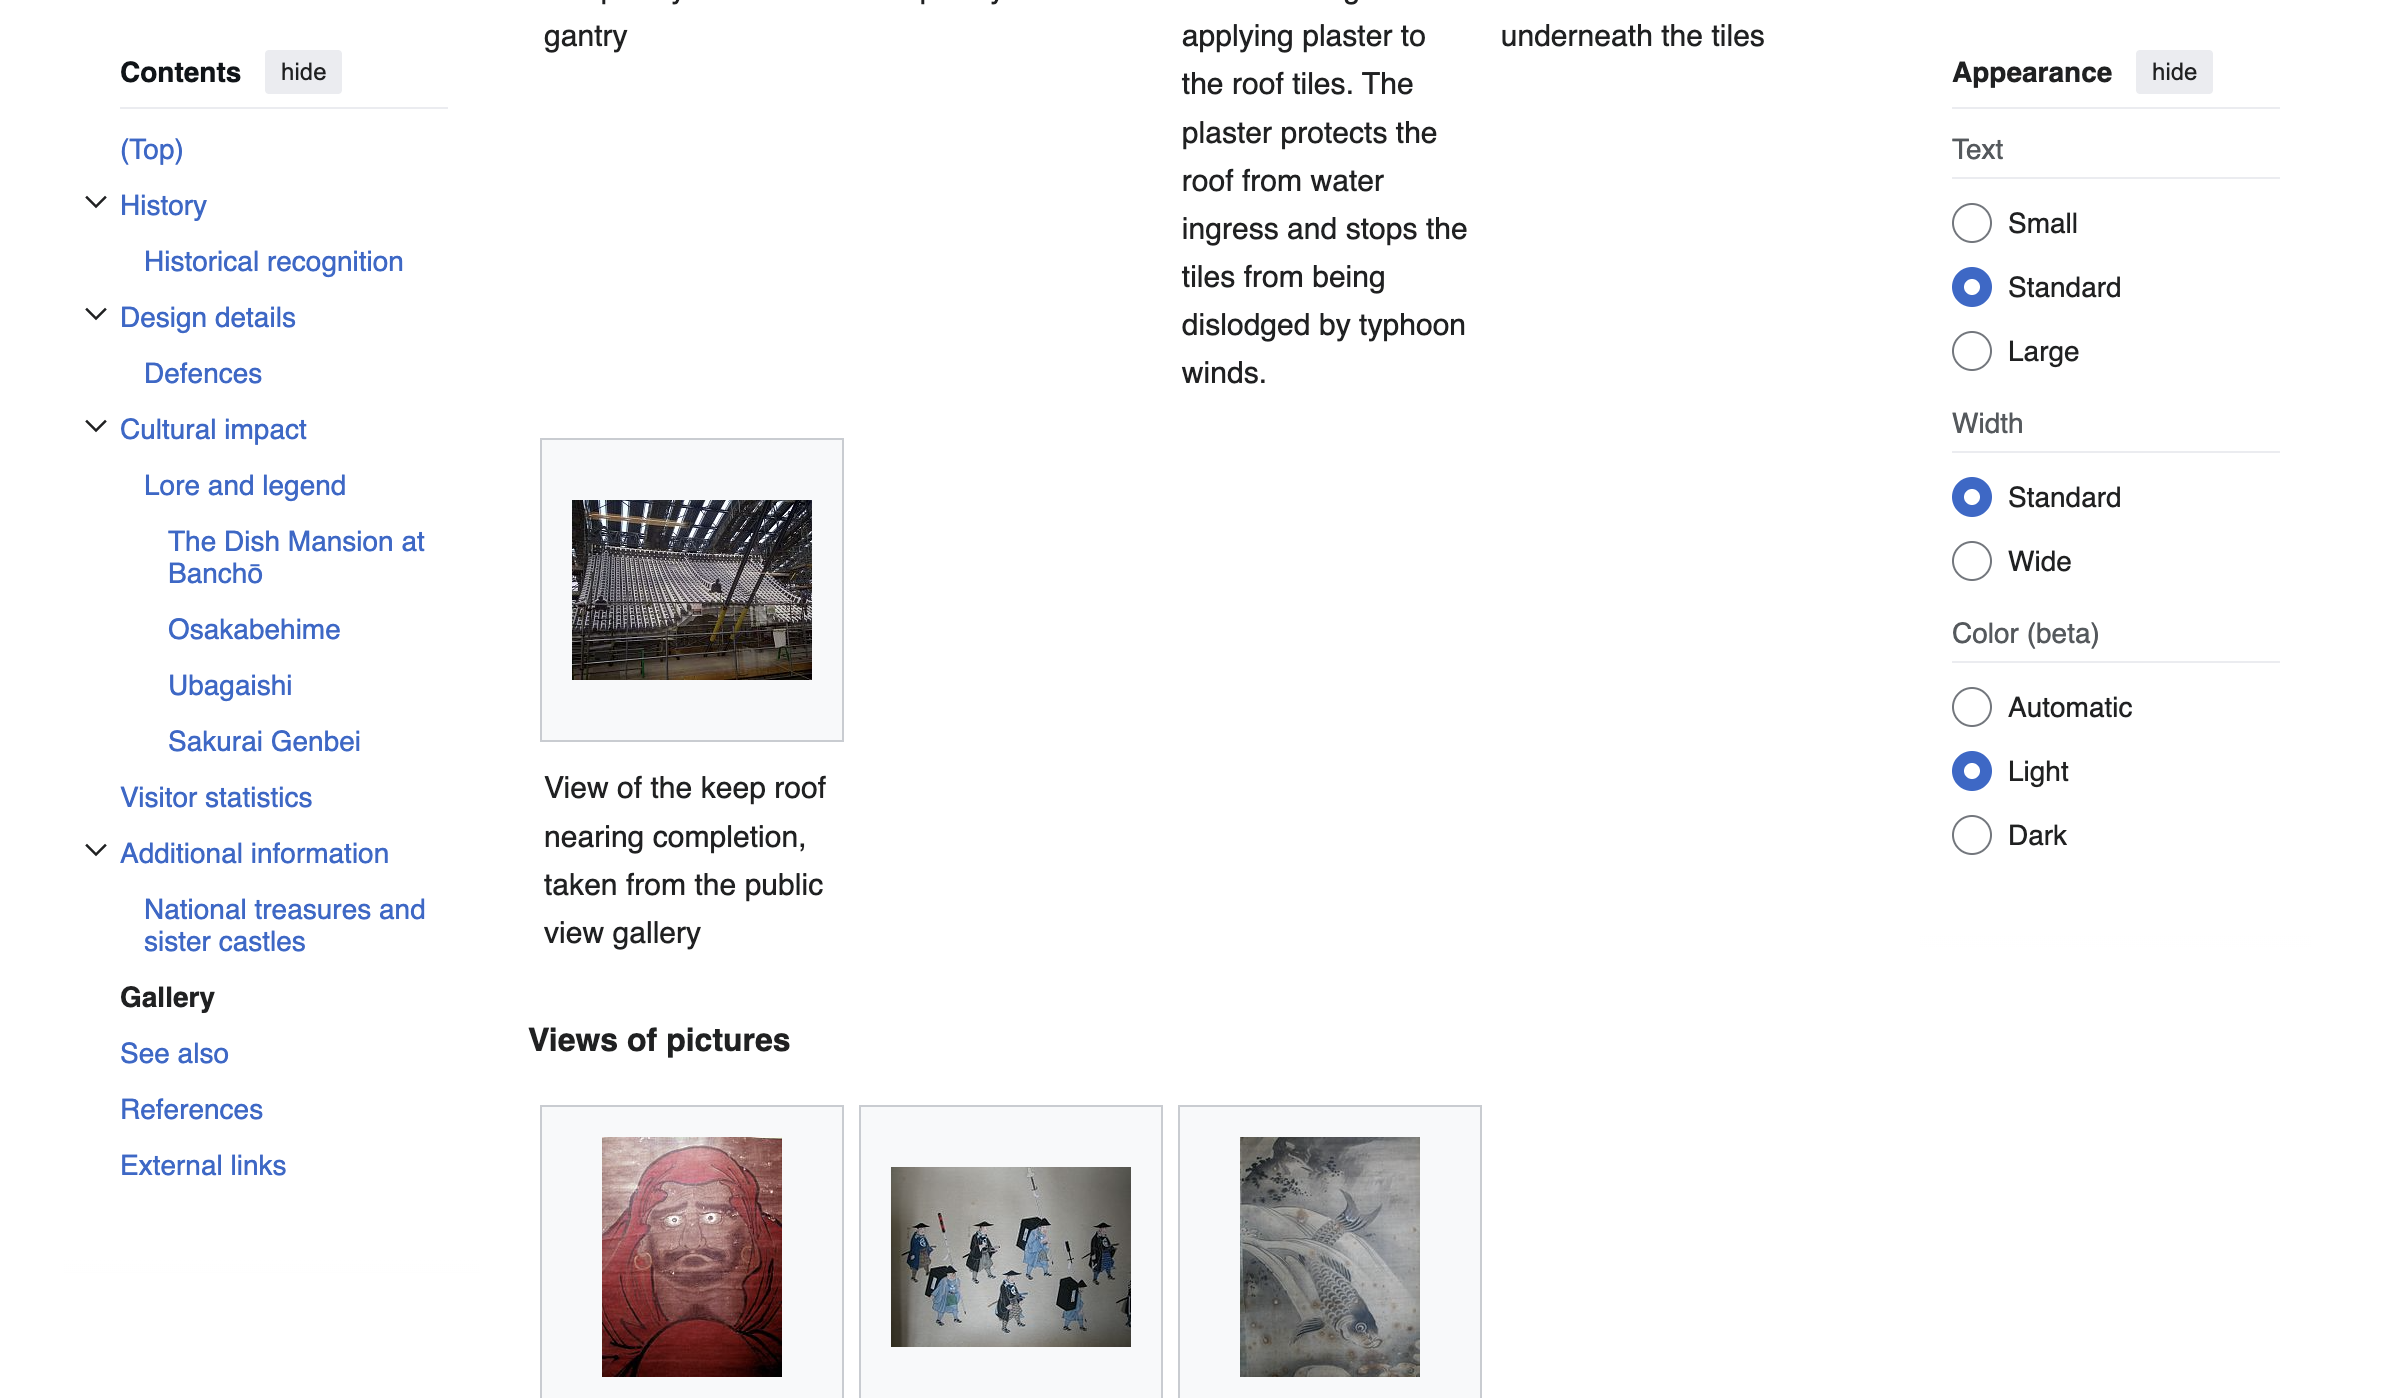 Contents hide
(Top)
History
Historical recognition
Design details
Defences
Cultural impact
Lore and legend
The Dish Mansion at
Banchō
Osakabehime
Ubagaishi
Sakurai Genbei
Visitor statistics
Additional information
National treasures and
sister castles
Gallery
See also
References
External links
gantry
applying plaster to
the roof tiles. The
plaster protects the
roof from water
ingress and stops the
tiles from being
dislodged by typhoon
winds.
underneath the tiles
View of the keep roof
nearing completion,
taken from the public
view gallery
Views of pictures
Appearance hide
Text
Small
Standard
Large
Width
Standard
Wide
Color (beta)
Automatic
Light
Dark